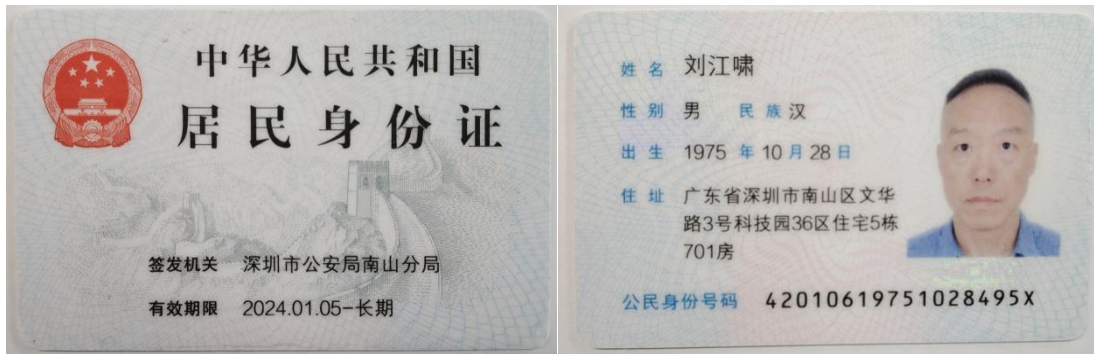 中华人民共和国
居民身份证
签发机关 深圳市公安局南山分局
有效期限 2024.01.05-长期
姓名 刘江啸
性别 男 民族 汉
出生 1975 年 10 月 28 日
住址 广东省深圳市南山区文华
路3号科技园36区住宅5栋
701房
公民身份号码 42010619751028495X